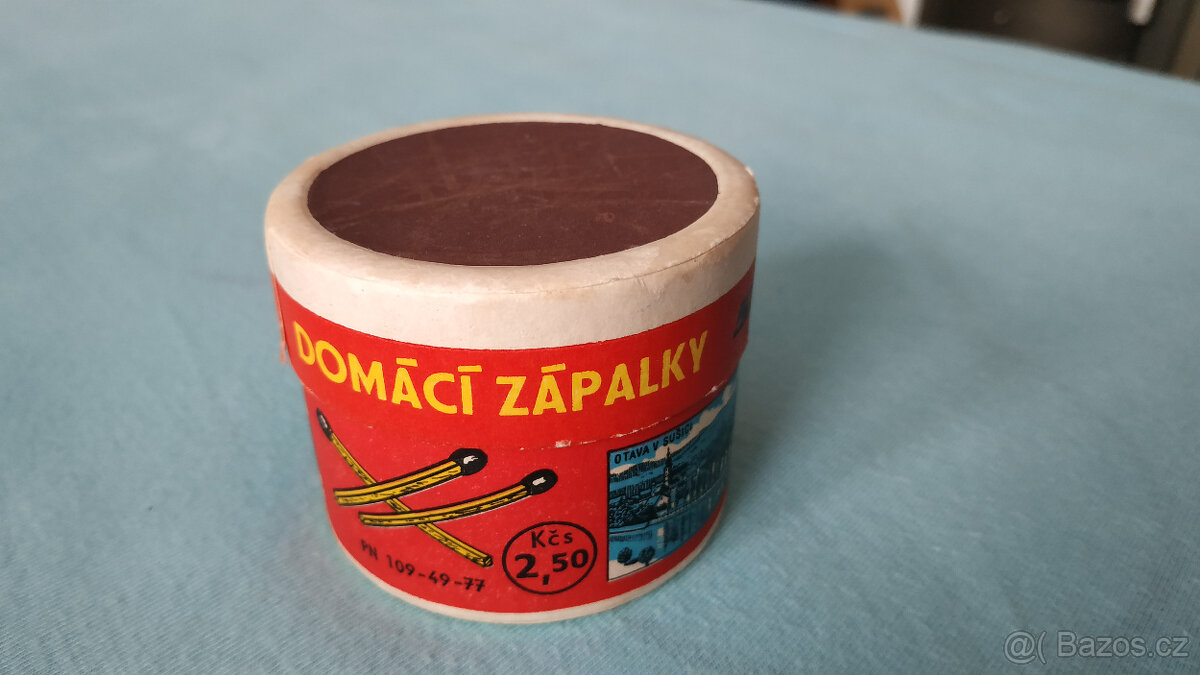 DOMÁCÍ ZÁPALKY
OTAVA V SUŠICI
Kčs
2,50
PN 109-49-77
@( Bazos.cz